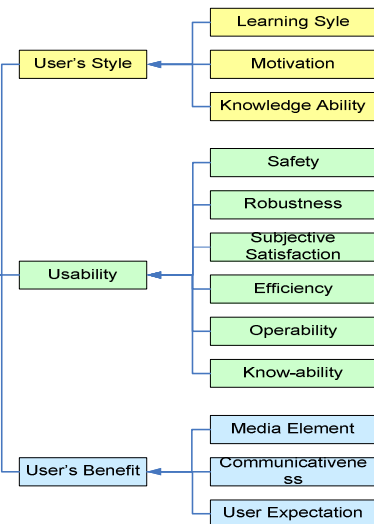 Learning Syle
User's Style
Motivation
Knowledge Ability
Safety
Robustness
Subjective
Satisfaction
Usability
Efficiency
Operability
Know-ability
Media Element
User's Benefit
Communicativene
ss
User Expectation